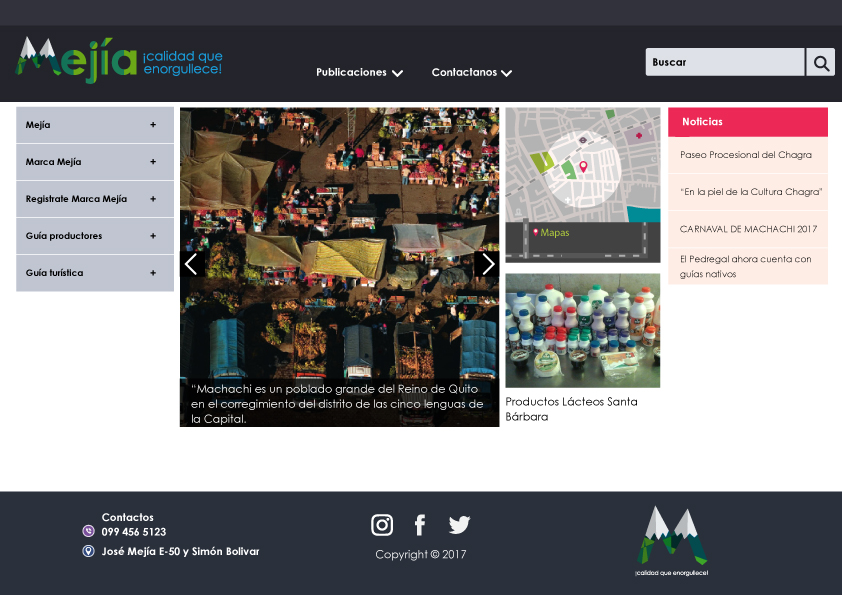 Mejía
¡calidad que
enorgullece!
Publicaciones
Contactanos
Buscar
Mejía +
Marca Mejía +
Registrate Marca Mejía +
Guía productores +
Guía turística +
“Machachi es un poblado grande del Reino de Quito
en el corregimiento del distrito de las cinco lenguas de
la Capital.
Mapas
Productos Lácteos Santa
Bárbara
Noticias
Paseo Procesional del Chagra
“En la piel de la Cultura Chagra”
CARNAVAL DE MACHACHI 2017
El Pedregal ahora cuenta con
guías nativos
Contactos
099 456 5123
José Mejía E-50 y Simón Bolivar
Copyright © 2017
¡calidad que enorgullece!